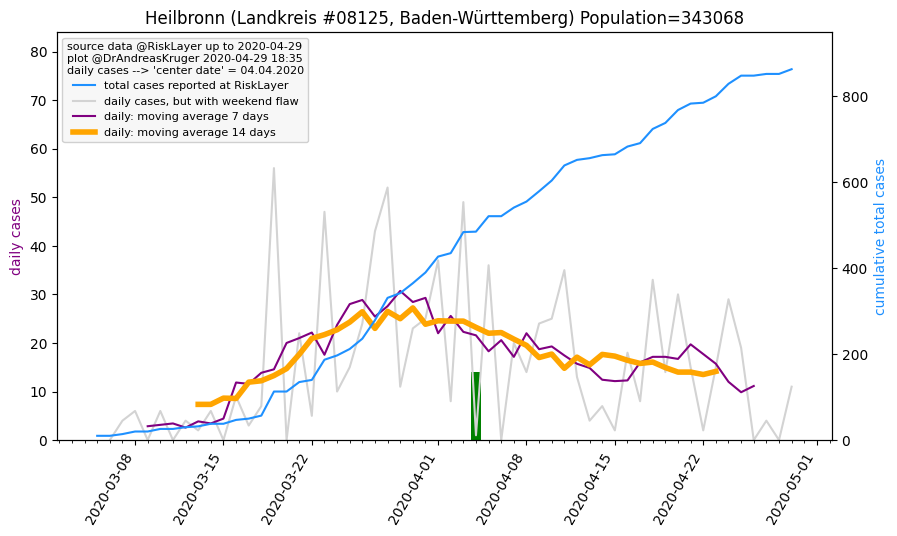 Heilbronn (Landkreis #08125, Baden-Württemberg) Population=343068
source data @RiskLayer up to 2020-04-29
plot @DrAndreasKruger 2020-04-29 18:35
daily cases --> 'center date' = 04.04.2020
total cases reported at RiskLayer
daily cases, but with weekend flaw
daily: moving average 7 days
daily: moving average 14 days
daily cases
80
70
60
50
40
30
20
10
0
800
600
400
200
0
cumulative total cases
2020-03-08
2020-03-15
2020-03-22
2020-04-01
2020-04-08
2020-04-15
2020-04-22
2020-05-01